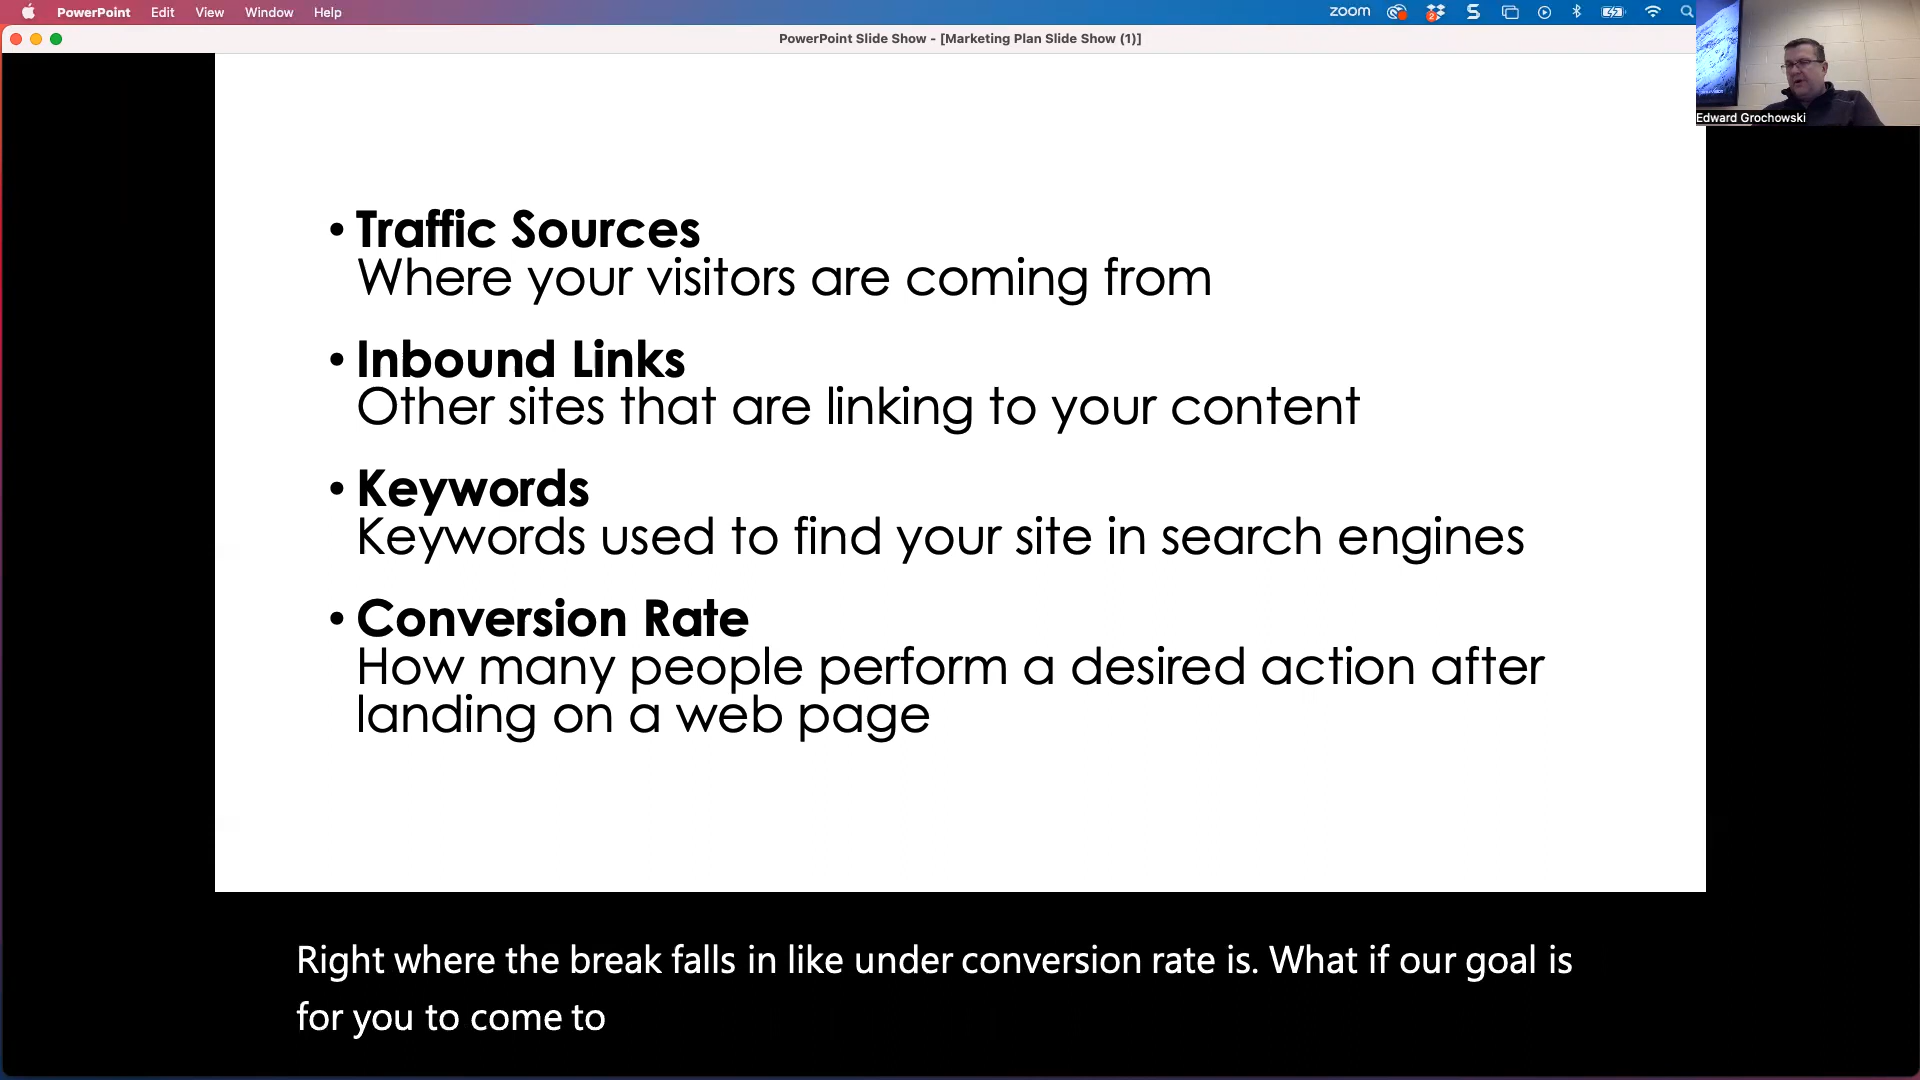 PowerPoint Edit View Window Help
zoom
2
PowerPoint Slide Show - [Marketing Plan Slide Show (1)]
Edward Grochowski
• Traffic Sources
Where your visitors are coming from
• Inbound Links
Other sites that are linking to your content
• Keywords
Keywords used to find your site in search engines
• Conversion Rate
How many people perform a desired action after
landing on a web page
Right where the break falls in like under conversion rate is. What if our goal is
for you to come to